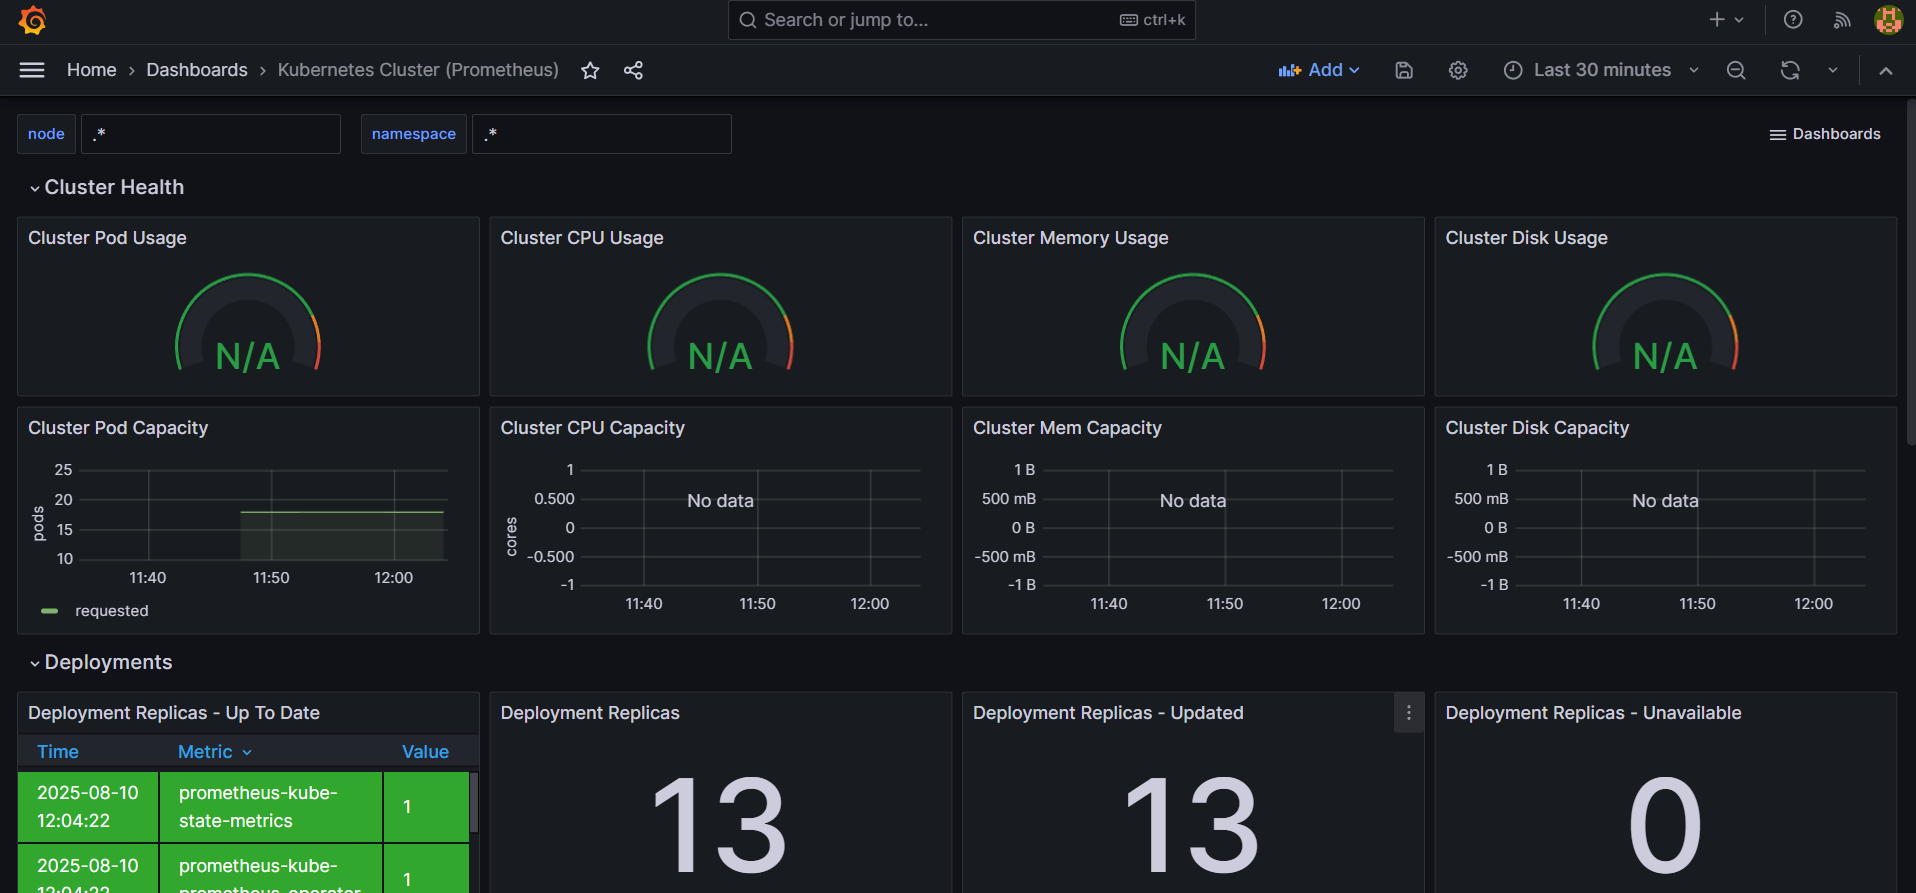 Search or jump to...
ctrl+k
Home › Dashboards › Kubernetes Cluster (Prometheus)
Add
Last 30 minutes
node
.*
namespace
.*
Dashboards
Cluster Health
Cluster Pod Usage
N/A
Cluster CPU Usage
N/A
Cluster Memory Usage
N/A
Cluster Disk Usage
N/A
Cluster Pod Capacity
pods
25
20
15
10
11:40
11:50
12:00
requested
Cluster CPU Capacity
cores
1
0.500
0
-0.500
-1
No data
11:40
11:50
12:00
Cluster Mem Capacity
1 B
500 mB
0 B
-500 mB
-1 B
No data
11:40
11:50
12:00
Cluster Disk Capacity
1 B
500 mB
0 B
-500 mB
-1 B
No data
11:40
11:50
12:00
Deployments
Deployment Replicas - Up To Date
Time
Metric
Value
2025-08-10
12:04:22
prometheus-kube-
state-metrics
1
2025-08-10
12:04:22
prometheus-kube-
prometheus-operator
1
Deployment Replicas
13
Deployment Replicas - Updated
13
Deployment Replicas - Unavailable
0